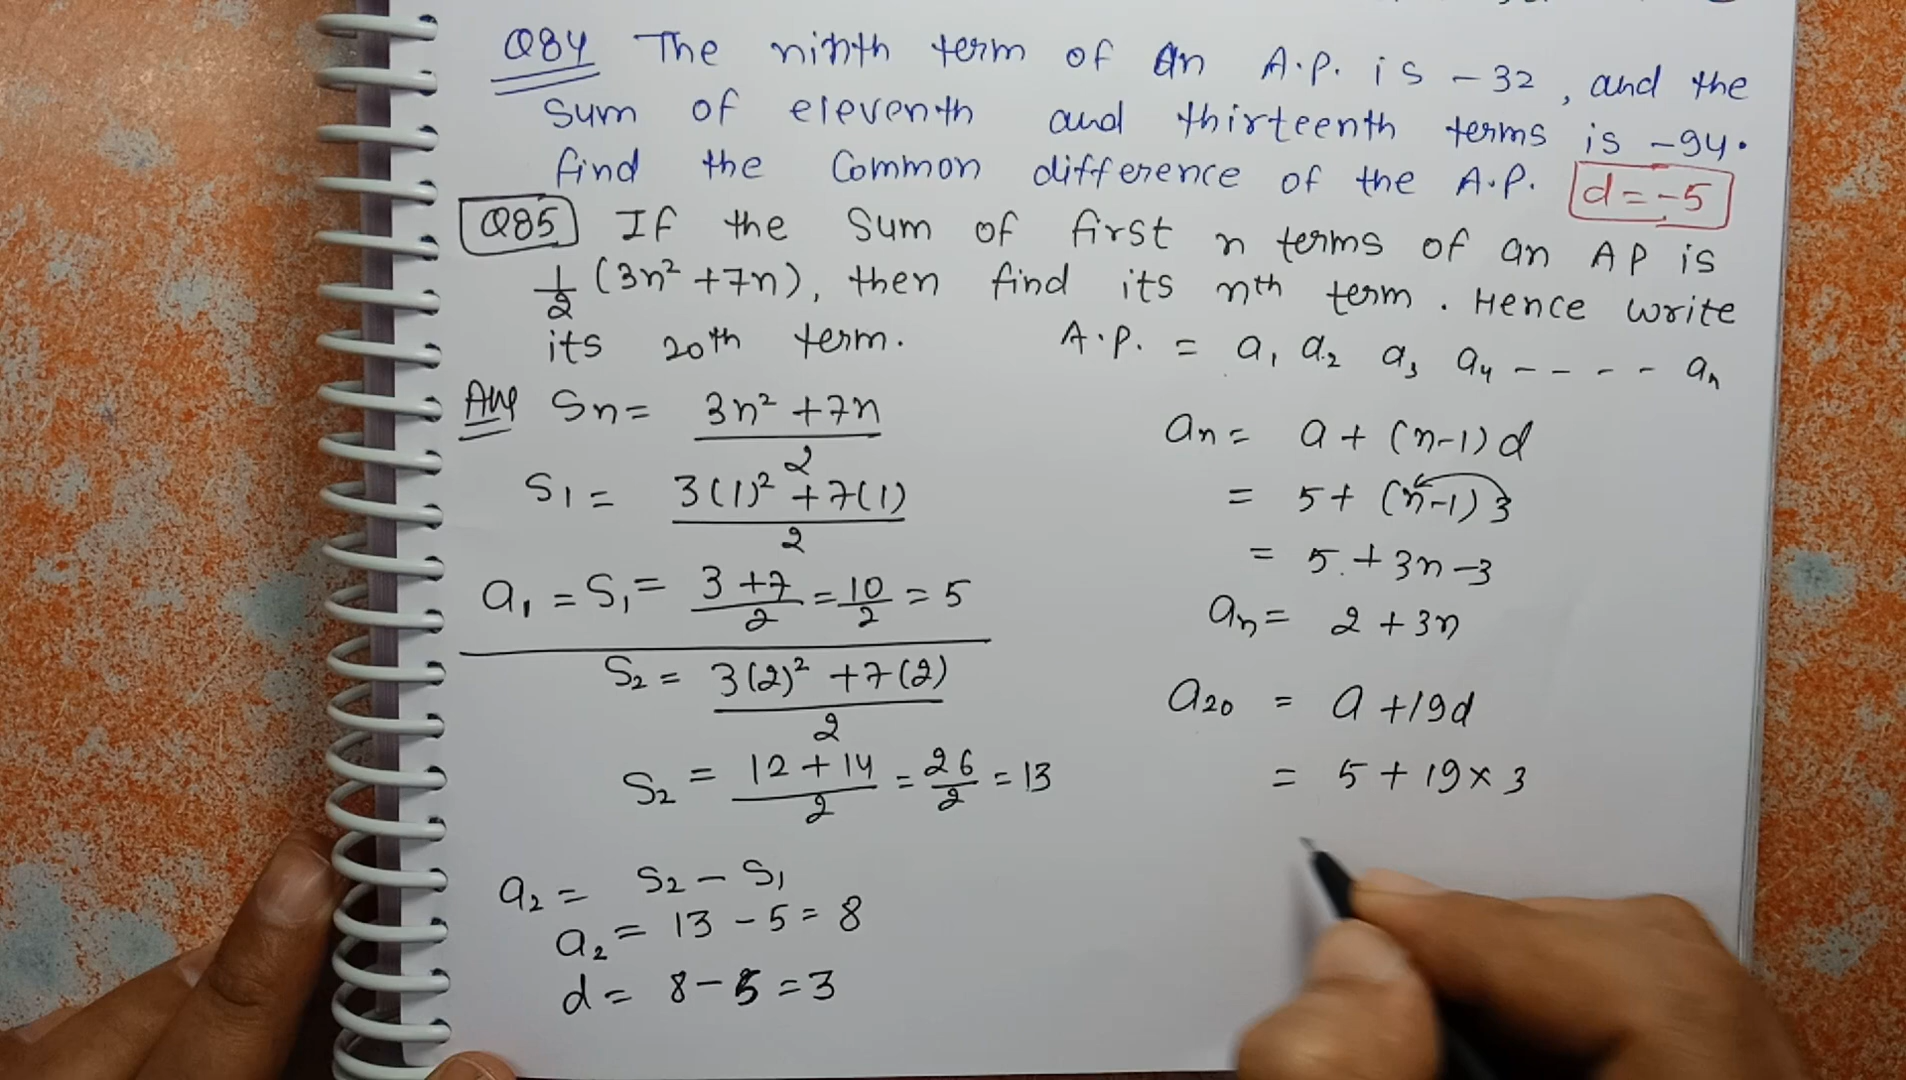 Q84 The ninth term of an A.P. is -32, and the
sum of eleventh and thirteenth terms is -94.
find the Common difference of the A.P. d = -5
Q85 If the Sum of first n terms of an AP is
1/2 (3n² + 7n), then find its nth term. Hence write
its 20th term.
A.P. = a₁ a₂ a₃ a₄ - - - - - aₙ
Ans Sn = 3n² + 7n / 2
S1 = 3(1)² + 7(1) / 2
a₁ = S₁ = 3 + 7 / 2 = 10/2 = 5
S₂ = 3(2)² + 7(2) / 2
S₂ = 12 + 14 / 2 = 26/2 = 13
a₂ = S₂ - S₁
a₂ = 13 - 5 = 8
d = 8 - 5 = 3
an = a + (n-1) d
= 5 + (n-1) 3
= 5 + 3n - 3
an = 2 + 3n
a₂₀ = a + 19d
= 5 + 19 × 3